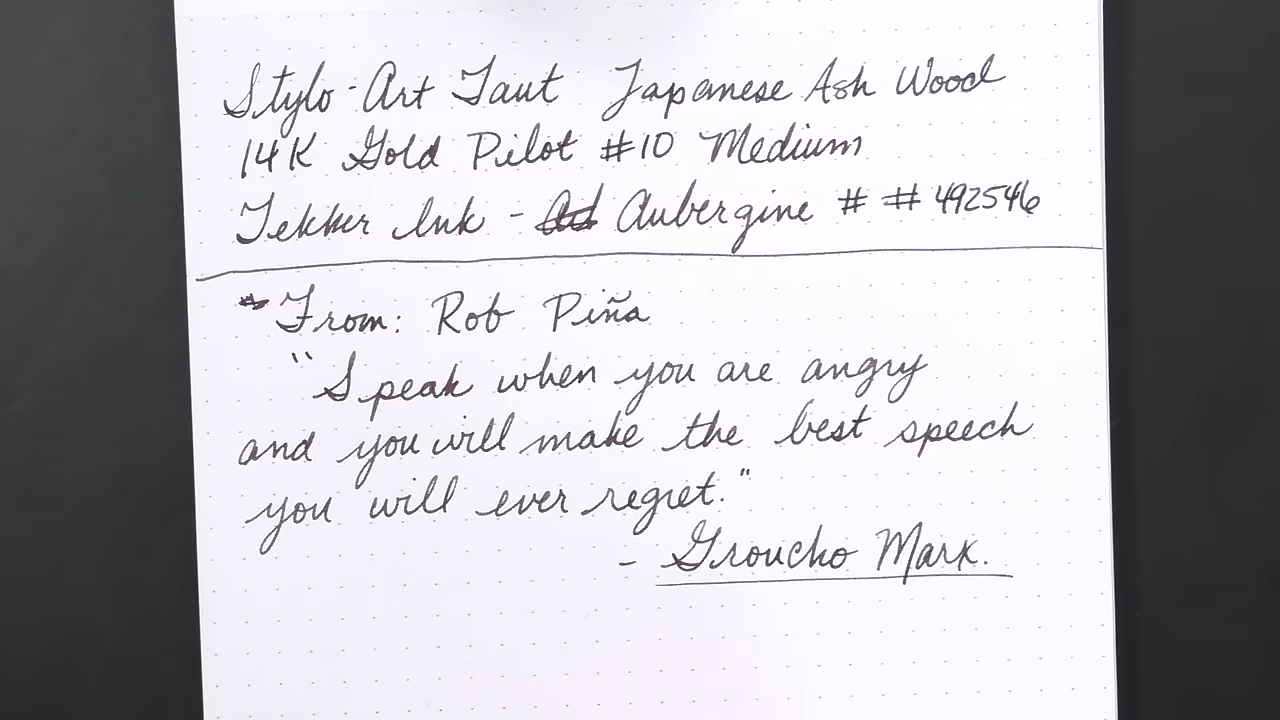 Stylo-Art Taut Japanese Ash Wood
14K Gold Pilot #10 Medium
Tekker Ink - Aubergine # #492546
* From: Rob Piña
"Speak when you are angry
and you will make the best speech
you will ever regret."
- Groucho Marx.